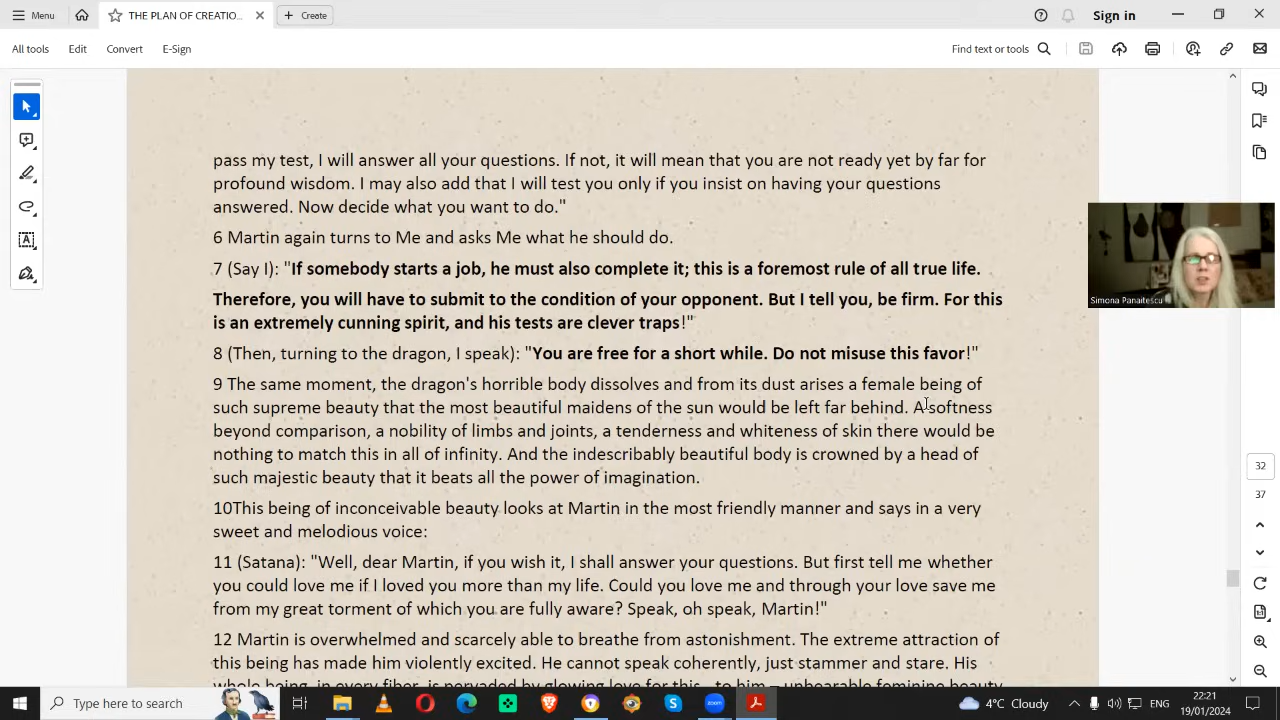 Menu
THE PLAN OF CREATIO...
Create
Sign in
All tools
Edit
Convert
E-Sign
Find text or tools
pass my test, I will answer all your questions. If not, it will mean that you are not ready yet by far for
profound wisdom. I may also add that I will test you only if you insist on having your questions
answered. Now decide what you want to do."
6 Martin again turns to Me and asks Me what he should do.
7 (Say I): "If somebody starts a job, he must also complete it; this is a foremost rule of all true life.
Therefore, you will have to submit to the condition of your opponent. But I tell you, be firm. For this
is an extremely cunning spirit, and his tests are clever traps!"
8 (Then, turning to the dragon, I speak): "You are free for a short while. Do not misuse this favor!"
9 The same moment, the dragon's horrible body dissolves and from its dust arises a female being of
such supreme beauty that the most beautiful maidens of the sun would be left far behind. A softness
beyond comparison, a nobility of limbs and joints, a tenderness and whiteness of skin there would be
nothing to match this in all of infinity. And the indescribably beautiful body is crowned by a head of
such majestic beauty that it beats all the power of imagination.
10This being of inconceivable beauty looks at Martin in the most friendly manner and says in a very
sweet and melodious voice:
11 (Satana): "Well, dear Martin, if you wish it, I shall answer your questions. But first tell me whether
you could love me if I loved you more than my life. Could you love me and through your love save me
from my great torment of which you are fully aware? Speak, oh speak, Martin!"
12 Martin is overwhelmed and scarcely able to breathe from astonishment. The extreme attraction of
this being has made him violently excited. He cannot speak coherently, just stammer and stare. His
whole being, in every fiber, is pervaded by glowing love for this - to him - unbearable feminine beauty
Simona Panaitescu
32
37
Type here to search
4°C Cloudy
ENG
22:21
19/01/2024